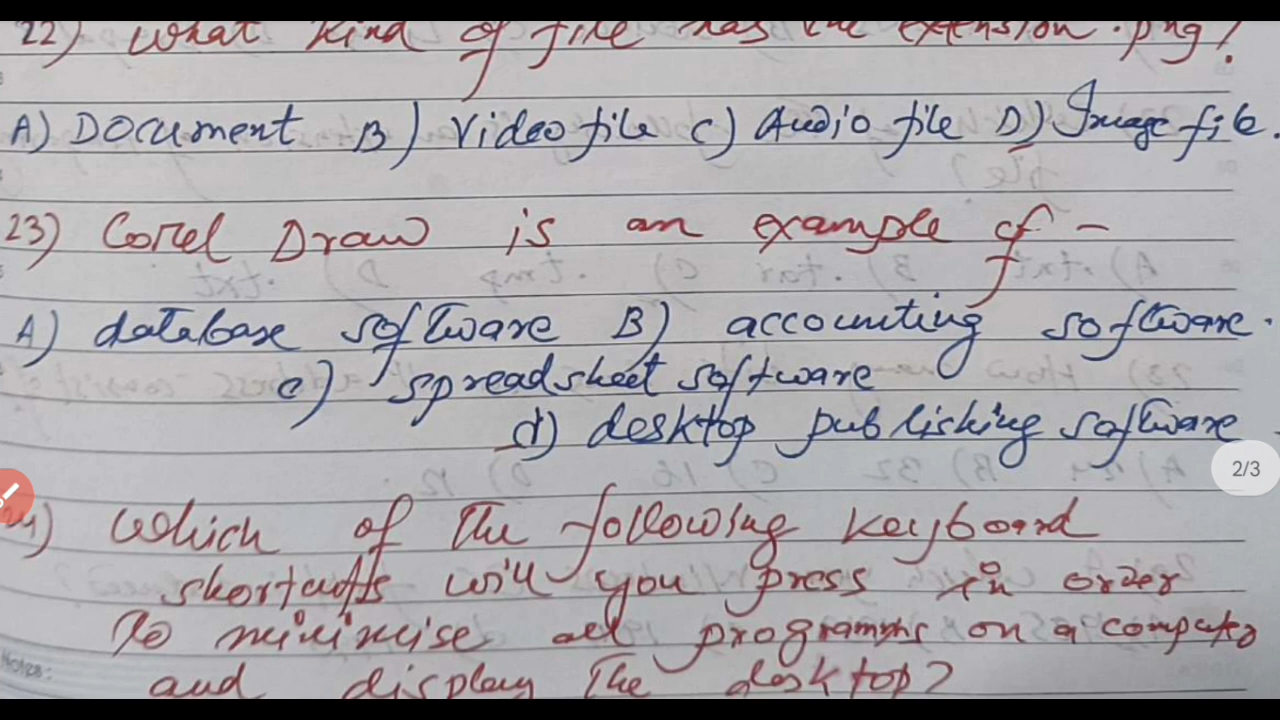 22) What kind of file has the extension .png?
A) Document B) Video file C) Audio file D) Image file.
23) Corel Draw is an example of -
A) database software B) accounting software.
c) spreadsheet software
d) desktop publishing software
2/3
4) Which of the following keyboard
shortcuts will you press in order
To minimise all programms on a computer
and display the desktop?
Notes: